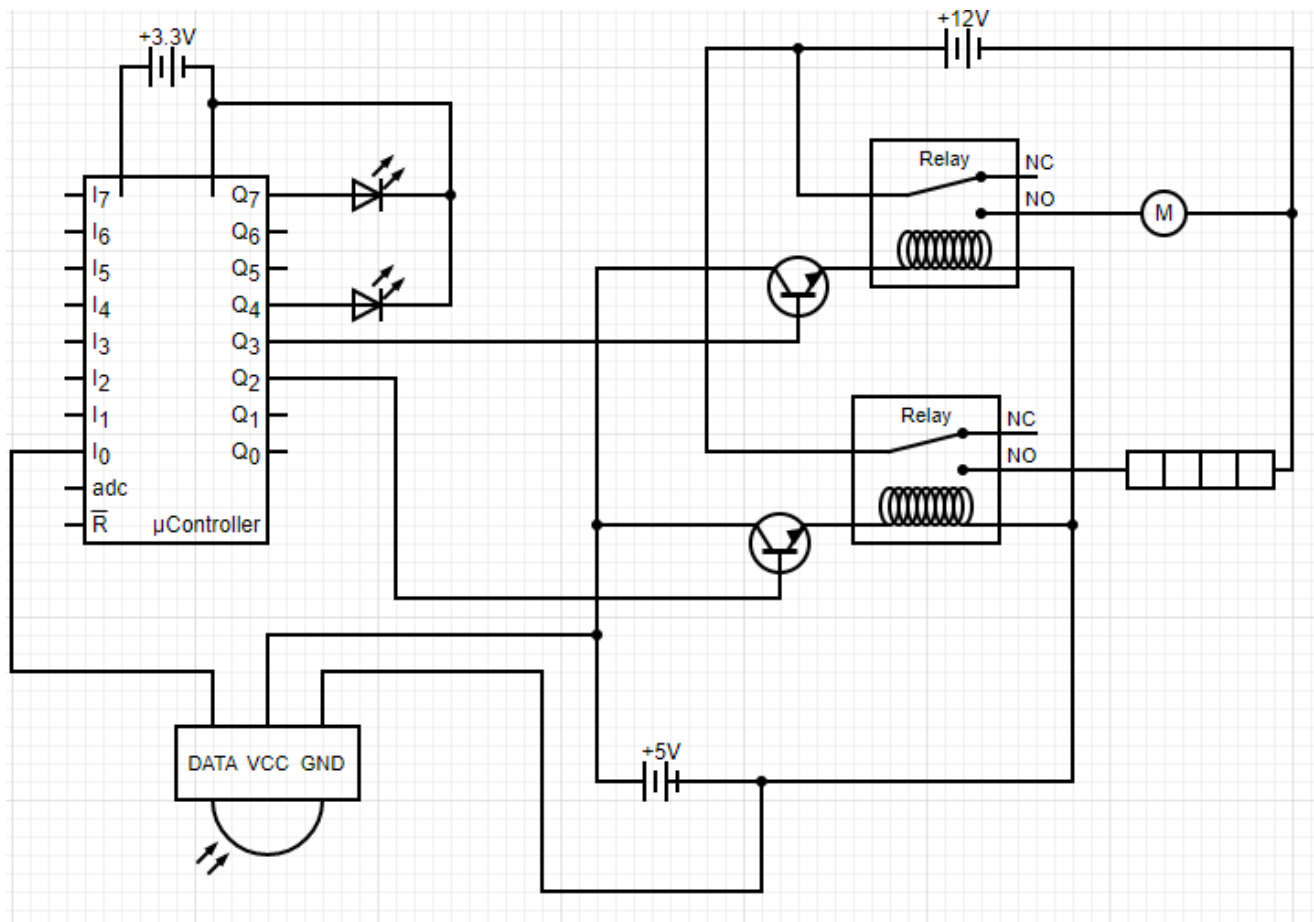 +12V
+3.3V
Relay
NC
NO
M
I7 Q7
I6 Q6
I5 Q5
I4 Q4
I3 Q3
I2 Q2
I1 Q1
I0 Q0
adc
R̅ µController
Relay
NC
NO
+5V
DATA VCC GND